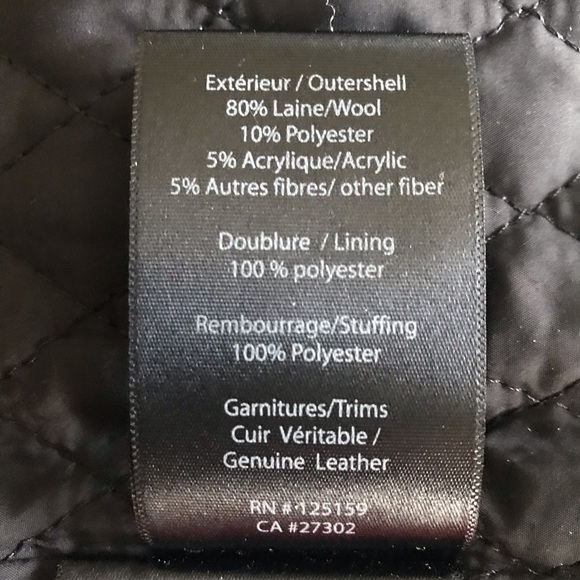 Extérieur / Outershell
80% Laine/Wool
10% Polyester
5% Acrylique/Acrylic
5% Autres fibres/ other fiber
Doublure / Lining
100 % polyester
Rembourrage/Stuffing
100% Polyester
Garnitures/Trims
Cuir Véritable /
Genuine Leather
RN #125159
CA #27302